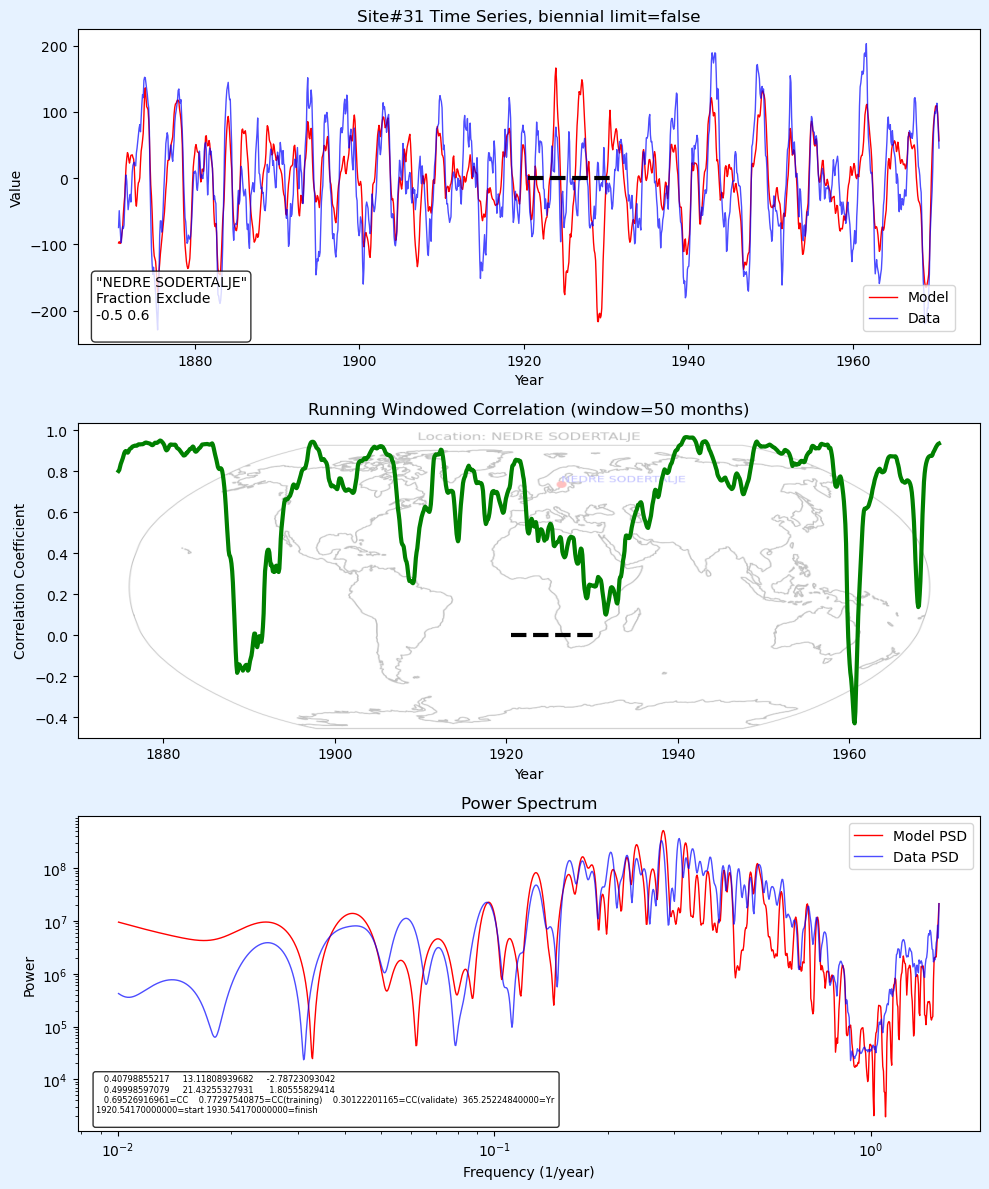 Site#31 Time Series, biennial limit=false
200
100
0
−100
−200
Value
"NEDRE SODERTALJE"
Fraction Exclude
-0.5 0.6
Model
Data
1880
1900
1920
1940
1960
Year
Running Windowed Correlation (window=50 months)
Location: NEDRE SODERTALJE
NEDRE SODERTALJE
1.0
0.8
0.6
0.4
0.2
0.0
−0.2
−0.4
Correlation Coefficient
1880
1900
1920
1940
1960
Year
Power Spectrum
Model PSD
Data PSD
10⁸
10⁷
10⁶
10⁵
10⁴
Power
0.40798855217 13.11808939682 -2.78723093042
0.49998597079 21.43255327931 1.80555829414
0.69526916961=CC 0.77297540875=CC(training) 0.30122201165=CC(validate) 365.25224840000=Yr
1920.54170000000=start 1930.54170000000=finish
10⁻²
10⁻¹
10⁰
Frequency (1/year)